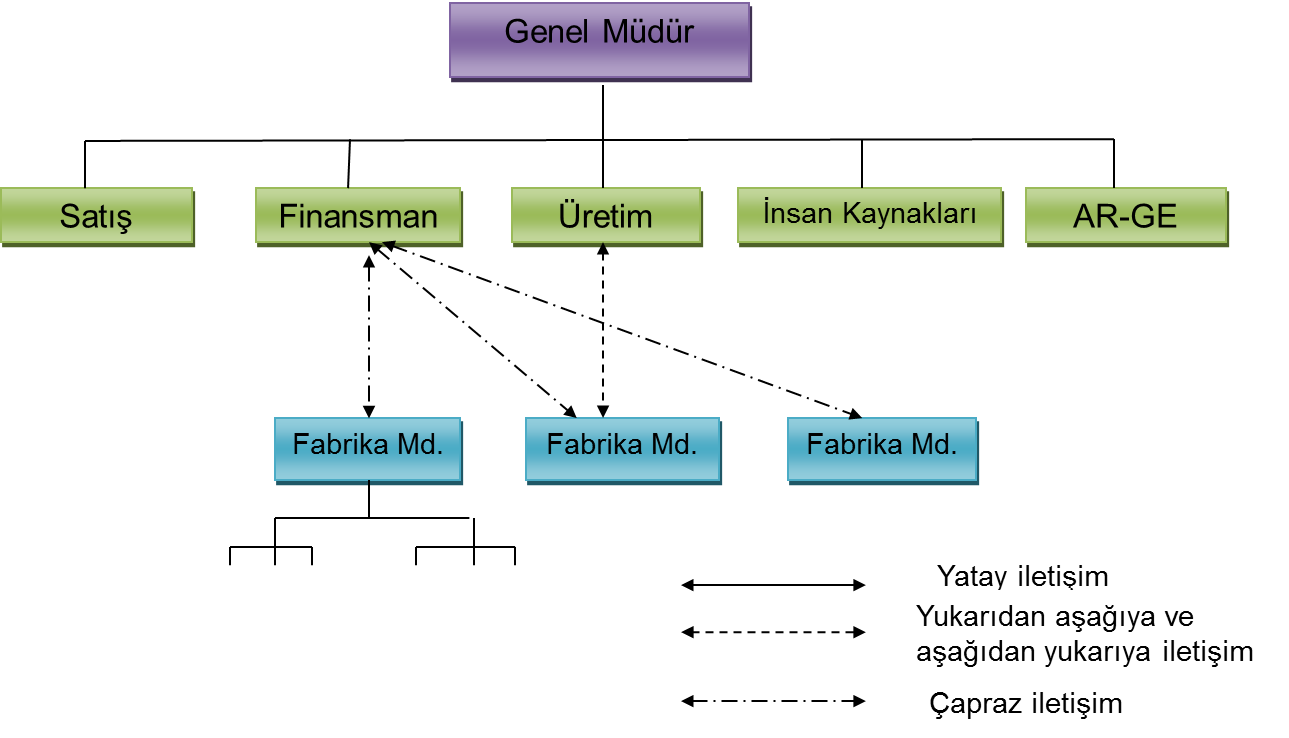 Genel Müdür
Satış
Finansman
Üretim
İnsan Kaynakları
AR-GE
Fabrika Md.
Fabrika Md.
Fabrika Md.
Yatay iletişim
Yukarıdan aşağıya ve
aşağıdan yukarıya iletişim
Çapraz iletişim